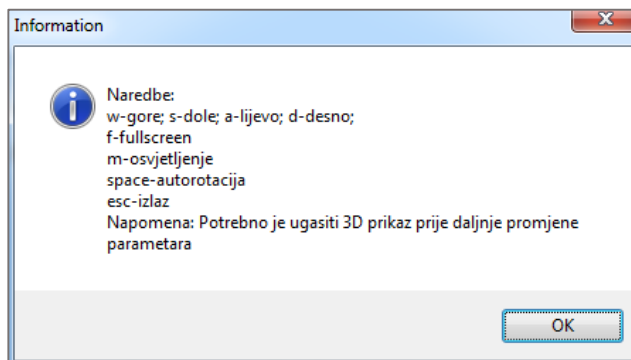 Information
Naredbe:
w-gore; s-dole; a-lijevo; d-desno;
f-fullscreen
m-osvjetljenje
space-autorotacija
esc-izlaz
Napomena: Potrebno je ugasiti 3D prikaz prije daljnje promjene
parametara
OK